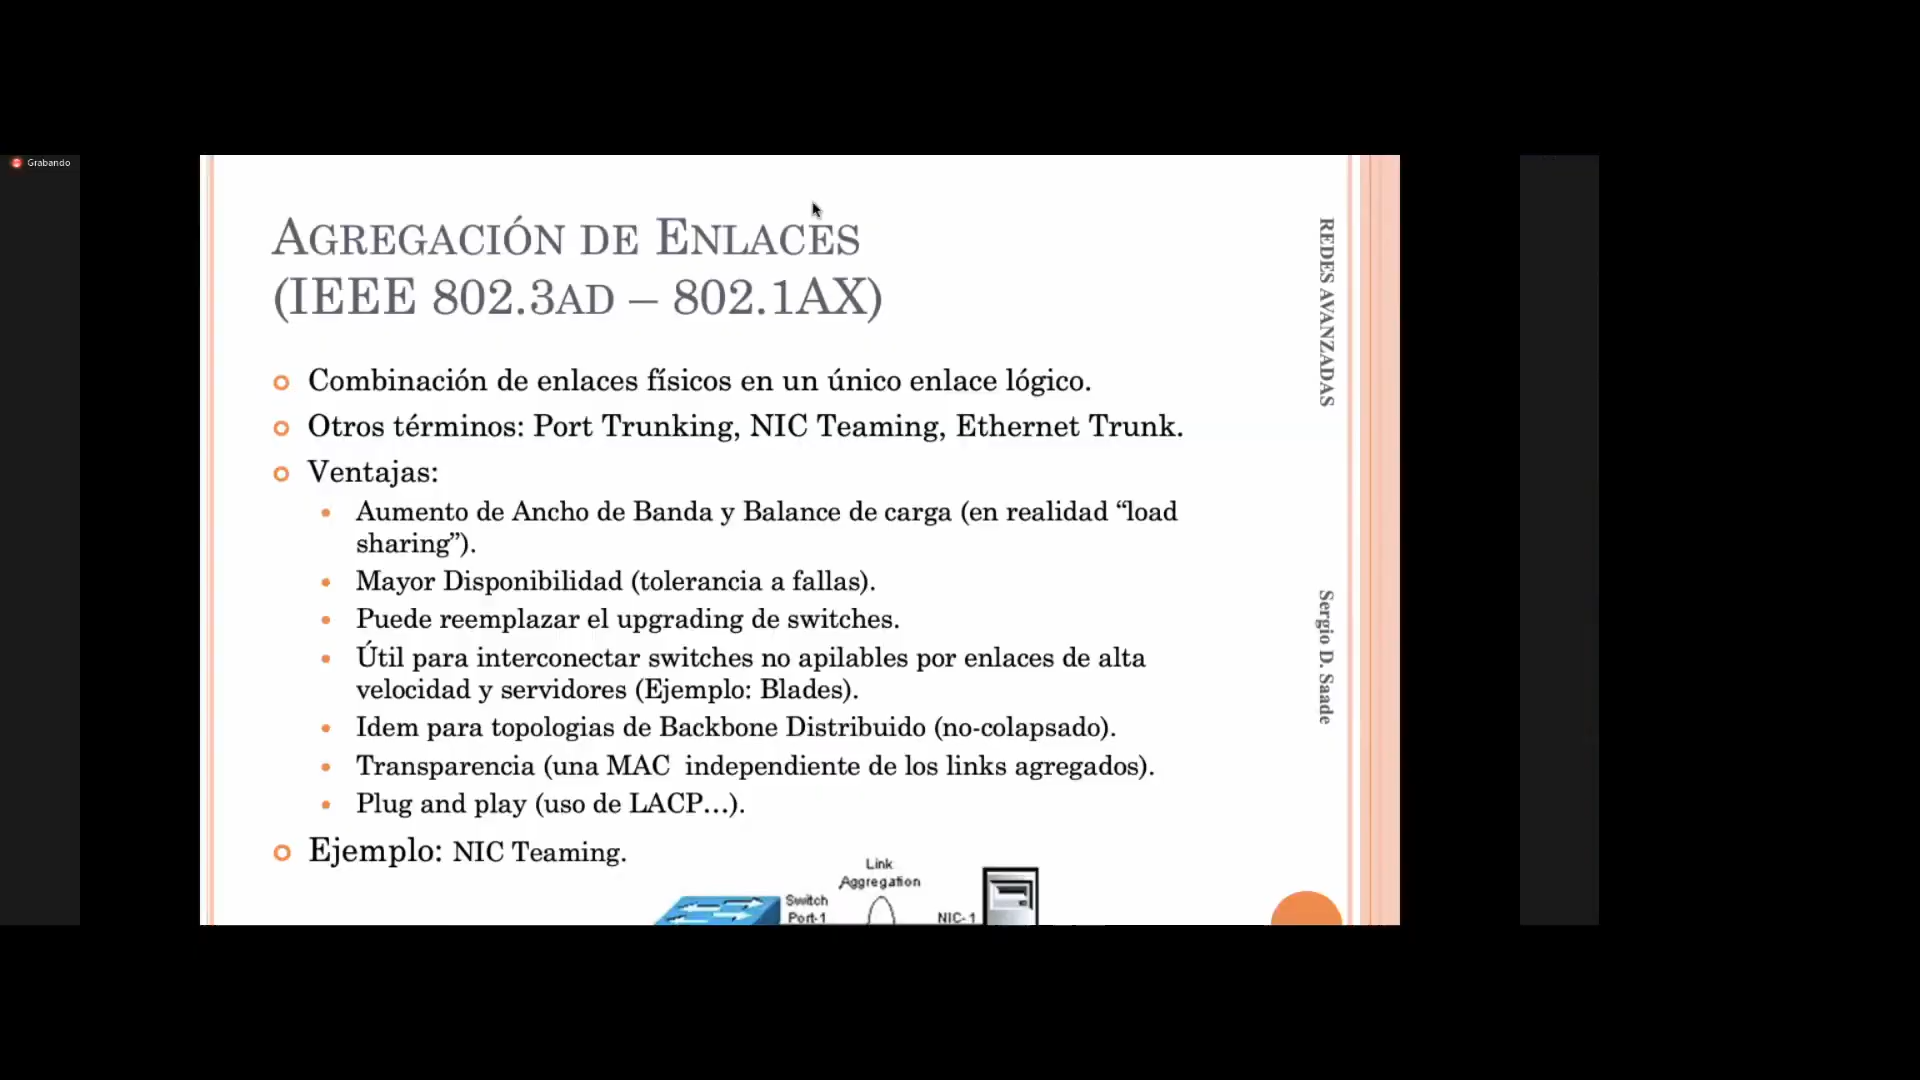 Grabando
AGREGACIÓN DE ENLACES
(IEEE 802.3AD – 802.1AX)
Combinación de enlaces físicos en un único enlace lógico.
Otros términos: Port Trunking, NIC Teaming, Ethernet Trunk.
Ventajas:
Aumento de Ancho de Banda y Balance de carga (en realidad “load
sharing”).
Mayor Disponibilidad (tolerancia a fallas).
Puede reemplazar el upgrading de switches.
Útil para interconectar switches no apilables por enlaces de alta
velocidad y servidores (Ejemplo: Blades).
Idem para topologias de Backbone Distribuido (no-colapsado).
Transparencia (una MAC  independiente de los links agregados).
Plug and play (uso de LACP...).
Ejemplo: NIC Teaming.
Link
Aggregation
Switch
Port-1
NIC-1
REDES AVANZADAS
Sergio D. Saade